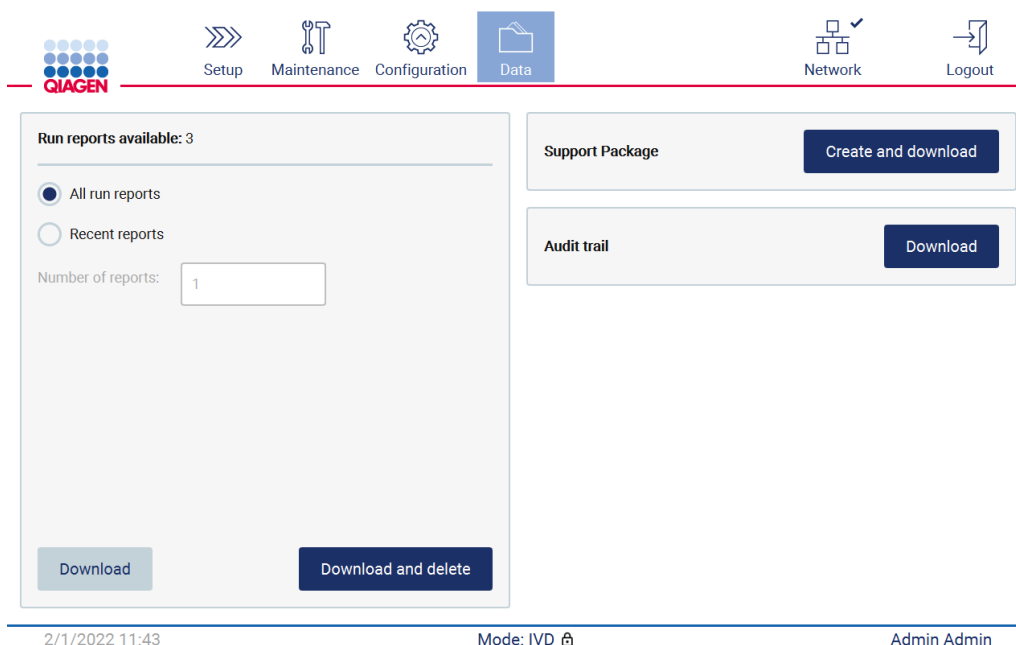 QIAGEN
Setup
Maintenance
Configuration
Data
Network
Logout
Run reports available: 3
All run reports
Recent reports
Number of reports: 1
Download
Download and delete
Support Package
Create and download
Audit trail
Download
2/1/2022 11:43
Mode: IVD
Admin Admin